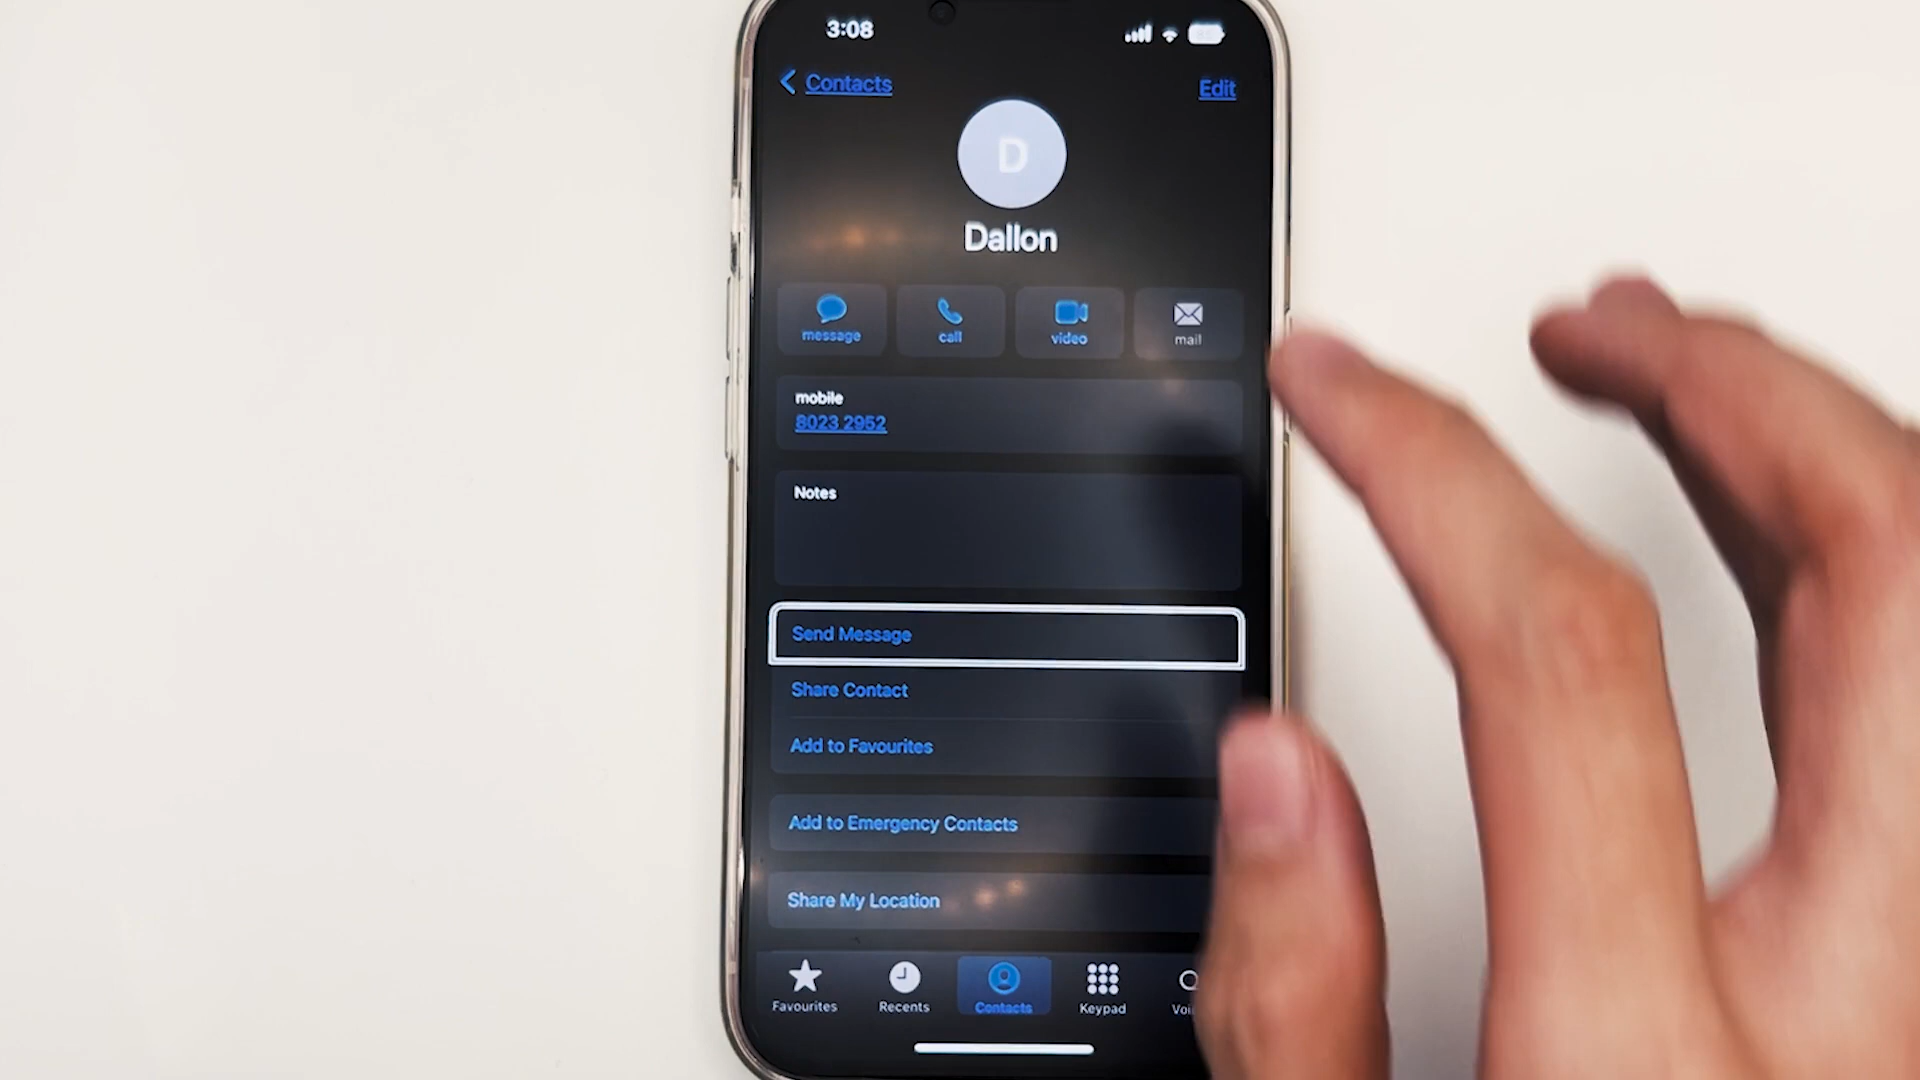 3:08
Contacts
Edit
D
Dallon
message
call
video
mail
mobile
8023 2952
Notes
Send Message
Share Contact
Add to Favourites
Add to Emergency Contacts
Share My Location
Favourites
Recents
Contacts
Keypad